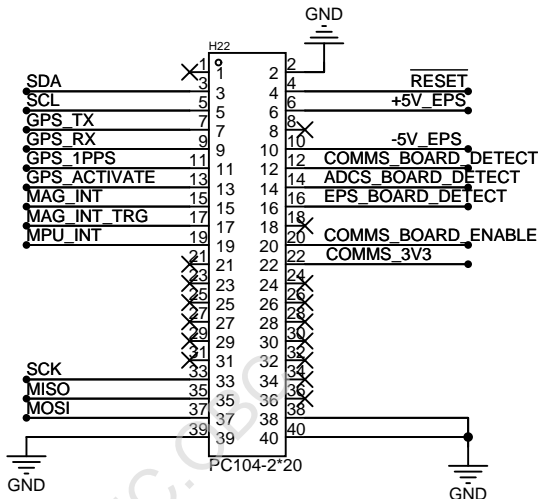 GND
H22
1 1 2 2
SDA 3 3 4 4 RESET
SCL 5 5 6 6 +5V_EPS
GPS_TX 7 7 8 8
GPS_RX 9 9 10 10 -5V_EPS
GPS_1PPS 11 11 12 12 COMMS_BOARD_DETECT
GPS_ACTIVATE 13 13 14 14 ADCS_BOARD_DETECT
MAG_INT 15 15 16 16 EPS_BOARD_DETECT
MAG_INT_TRG 17 17 18 18
MPU_INT 19 19 20 20 COMMS_BOARD_ENABLE
21 21 22 22 COMMS_3V3
23 23 24 24
25 25 26 26
27 27 28 28
29 29 30 30
31 31 32 32
SCK 33 33 34 34
MISO 35 35 36 36
MOSI 37 37 38 38
39 39 40 40
PC104-2*20
GND
GND